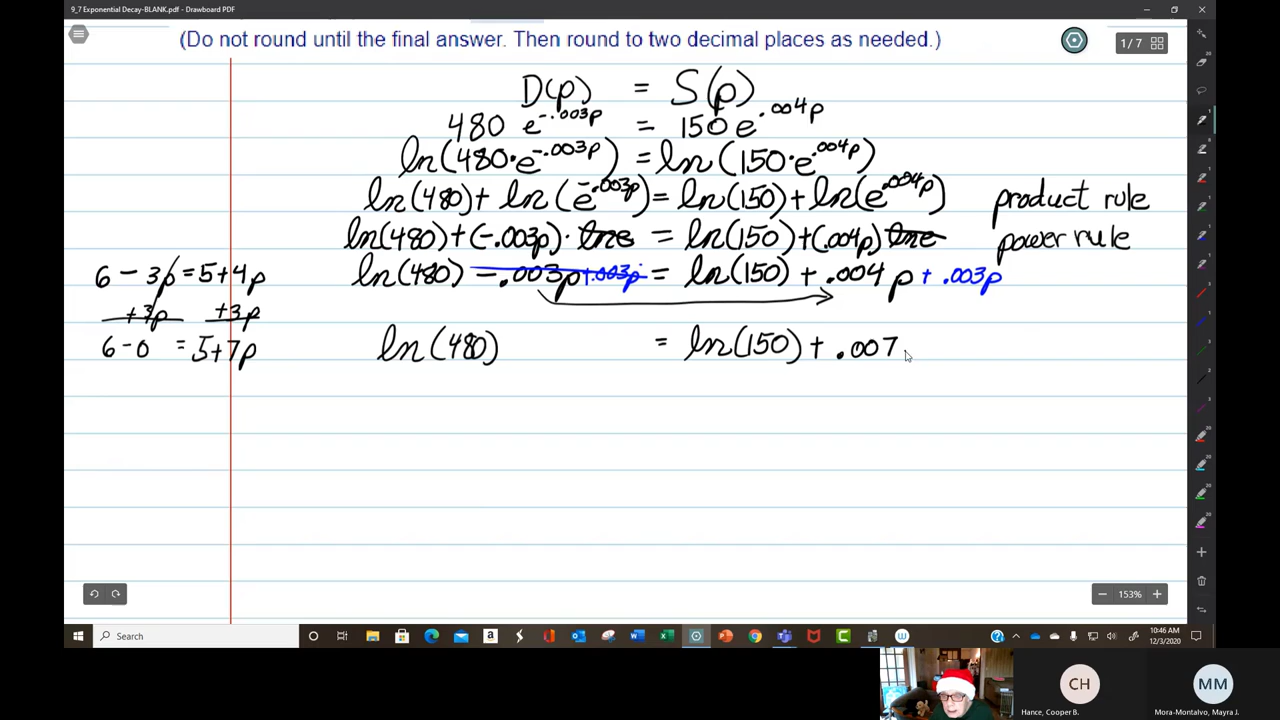 9_7 Exponential Decay-BLANK.pdf - Drawboard PDF
(Do not round until the final answer. Then round to two decimal places as needed.)
1/7
D(p) = S(p)
480 e^-.003p = 150 e^.004p
ln(480·e^-.003p) = ln(150·e^.004p)
ln(480) + ln(e^-.003p) = ln(150) + ln(e^.004p) product rule
ln(480) + (-.003p) · lne = ln(150) + (.004p) lne power rule
ln(480) - .003p + .003p = ln(150) + .004p + .003p
6 - 3p = 5 + 4p
+3p +3p
6 - 0 = 5 + 7p
ln(480) = ln(150) + .007
153%
Search
10:46 AM
12/3/2020
CH
MM
Hance, Cooper B.
Mora-Montalvo, Mayra J.